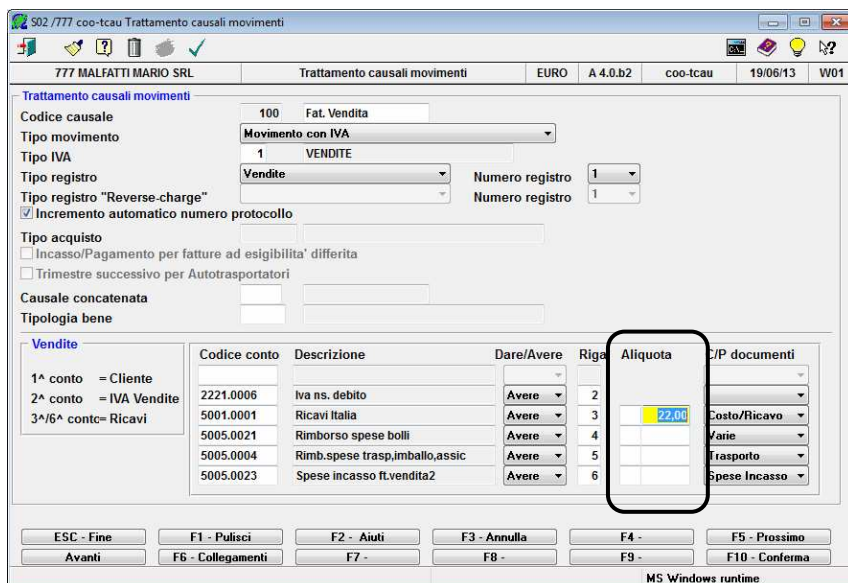 S02 /777 coo-tcau Trattamento causali movimenti
777 MALFATTI MARIO SRL Trattamento causali movimenti EURO A 4.0.b2 coo-tcau 19/06/13 W01
Trattamento causali movimenti
Codice causale 100 Fat. Vendita
Tipo movimento Movimento con IVA
Tipo IVA 1 VENDITE
Tipo registro Vendite Numero registro 1
Tipo registro "Reverse-charge" Numero registro 1
Incremento automatico numero protocollo
Tipo acquisto
Incasso/Pagamento per fatture ad esigibilita' differita
Trimestre successivo per Autotrasportatori
Causale concatenata
Tipologia bene
Vendite
1^ conto = Cliente
2^ conto = IVA Vendite
3^/6^ conto= Ricavi
Codice conto Descrizione Dare/Avere Riga Aliquota C/P documenti
2221.0006 Iva ns. debito Avere 2
5001.0001 Ricavi Italia Avere 3 22,00 Costo/Ricavo
5005.0021 Rimborso spese bolli Avere 4 Varie
5005.0004 Rimb.spese trasp,imballo,assic Avere 5 Trasporto
5005.0023 Spese incasso ft.vendita2 Avere 6 Spese Incasso
ESC - Fine F1 - Pulisci F2 - Aiuti F3 - Annulla F4 - F5 - Prossimo
Avanti F6 - Collegamenti F7 - F8 - F9 - F10 - Conferma
MS Windows runtime